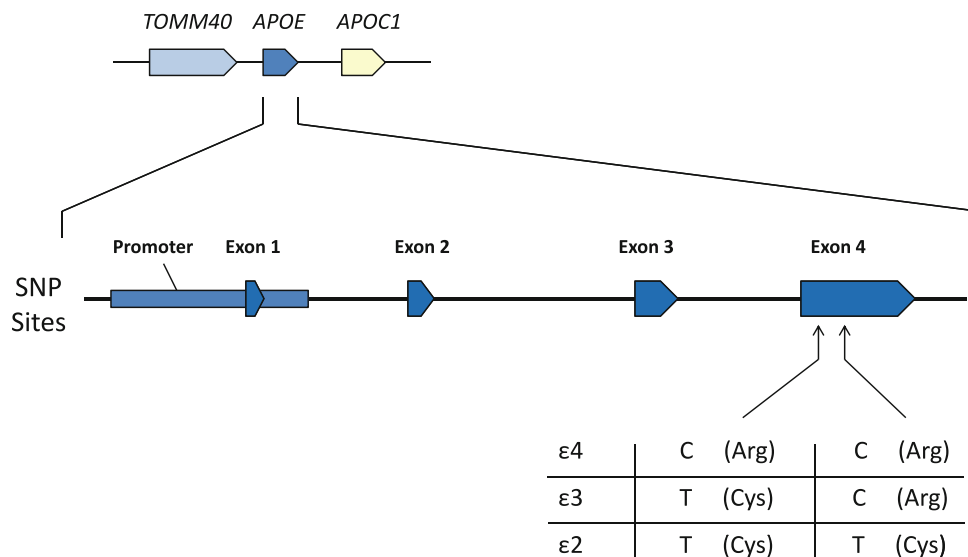 TOMM40 APOE APOC1
Promoter Exon 1 Exon 2 Exon 3 Exon 4
SNP
Sites
ε4 C (Arg) C (Arg)
ε3 T (Cys) C (Arg)
ε2 T (Cys) T (Cys)